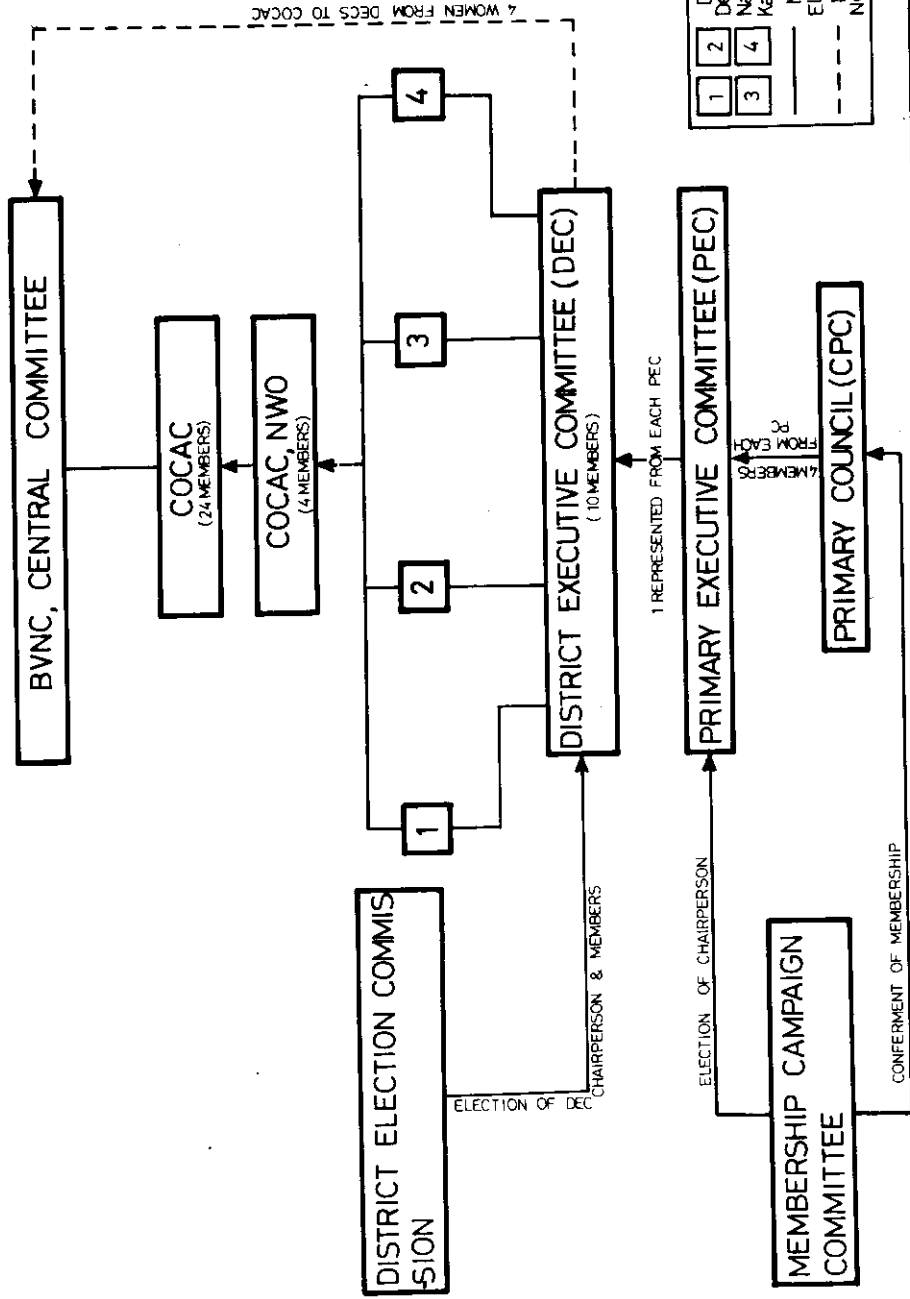 BVNC, CENTRAL COMMITTEE
4 WOMEN FROM DECS TO COCAC
COCAC
(24 MEMBERS)
COCAC, NWO
(4 MEMBERS)
1
2
3
4
DISTRICT ELECTION COMMIS
-SION
ELECTION OF DEC
CHAIRPERSON & MEMBERS
DISTRICT EXECUTIVE COMMITTEE (DEC)
(10 MEMBERS)
1 REPRESENTED FROM EACH PEC
PRIMARY EXECUTIVE COMMITTEE (PEC)
ELECTION OF CHAIRPERSON
4 MEMBERS
FROM EACH
PC
MEMBERSHIP CAMPAIGN
COMMITTEE
PRIMARY COUNCIL (CPC)
CONFERMENT OF MEMBERSHIP
1 2
3 4